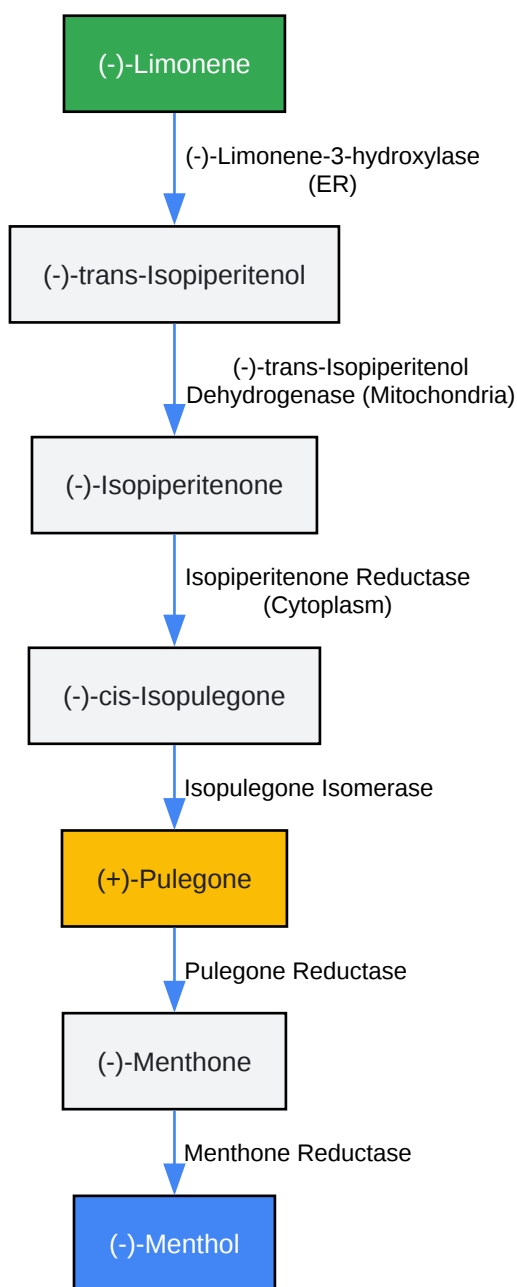 (-)-Limonene
(-)-Limonene-3-hydroxylase
(ER)
(-)-trans-Isopiperitenol
(-)-trans-Isopiperitenol
Dehydrogenase (Mitochondria)
(-)-Isopiperitenone
Isopiperitenone Reductase
(Cytoplasm)
(-)-cis-Isopulegone
Isopulegone Isomerase
(+)-Pulegone
Pulegone Reductase
(-)-Menthone
Menthone Reductase
(-)-Menthol